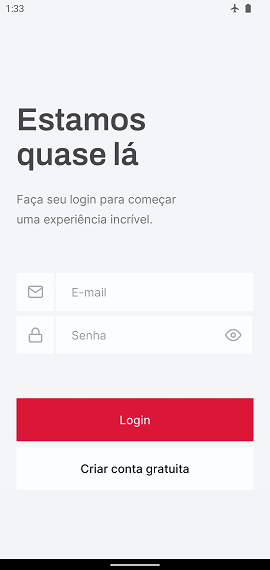 1:33
Estamos
quase lá
Faça seu login para começar
uma experiência incrível.
E-mail
Senha
Login
Criar conta gratuita